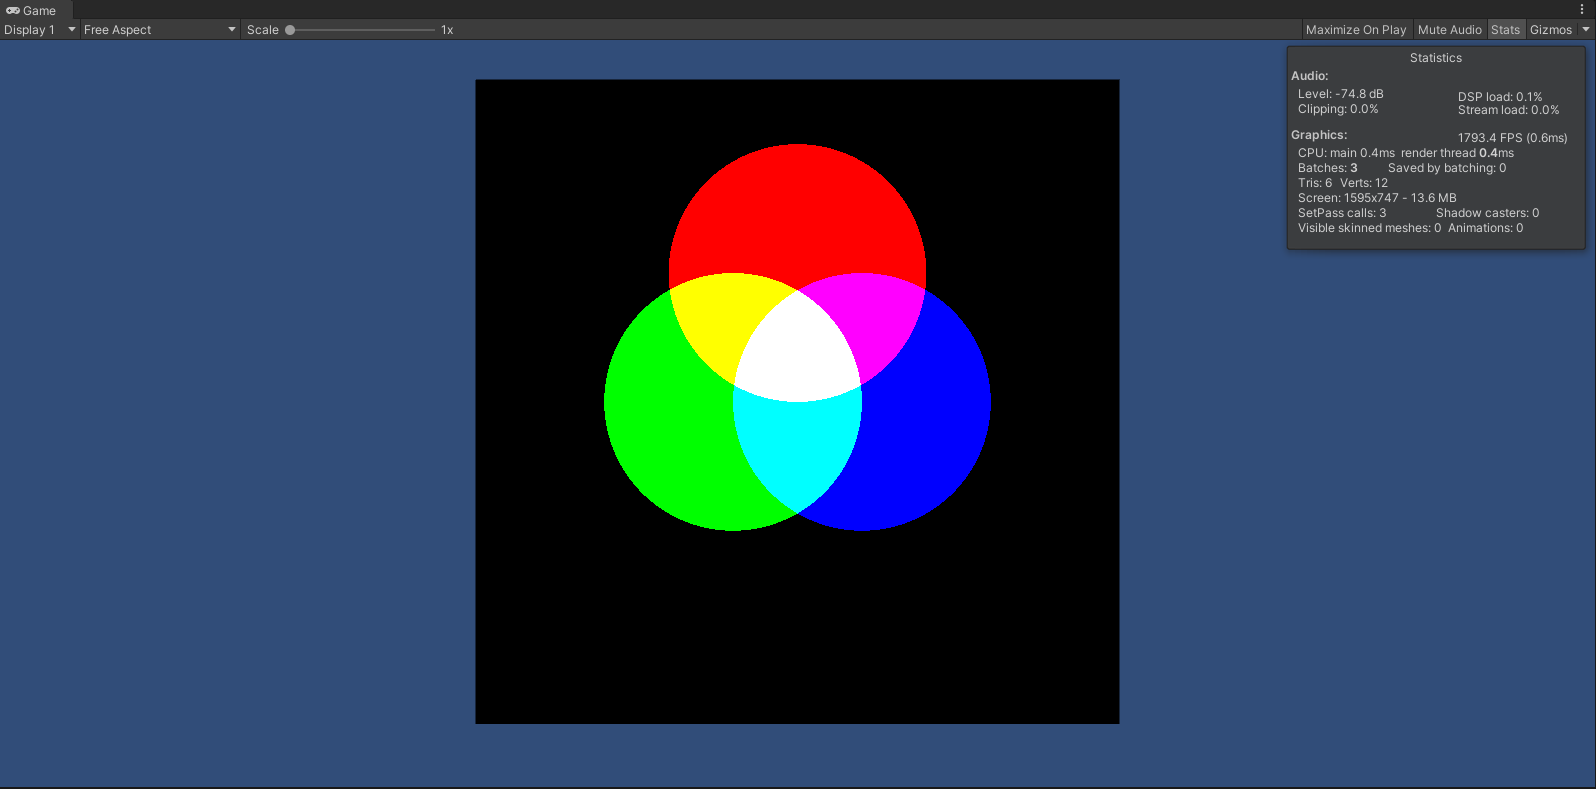 Game
Display 1 Free Aspect Scale 1x Maximize On Play Mute Audio Stats Gizmos
Statistics
Audio:
Level: -74.8 dB DSP load: 0.1%
Clipping: 0.0% Stream load: 0.0%
Graphics: 1793.4 FPS (0.6ms)
CPU: main 0.4ms render thread 0.4ms
Batches: 3 Saved by batching: 0
Tris: 6 Verts: 12
Screen: 1595x747 - 13.6 MB
SetPass calls: 3 Shadow casters: 0
Visible skinned meshes: 0 Animations: 0